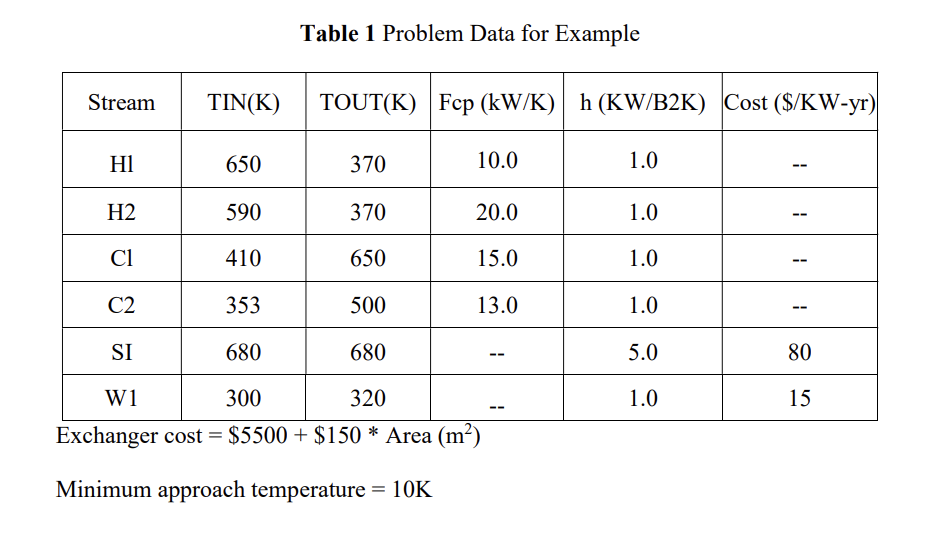 Table 1 Problem Data for Example
Stream TIN(K) TOUT(K) Fcp (kW/K) h (KW/B2K) Cost ($/KW-yr)
Hl 650 370 10.0 1.0 --
H2 590 370 20.0 1.0 --
Cl 410 650 15.0 1.0 --
C2 353 500 13.0 1.0 --
SI 680 680 -- 5.0 80
W1 300 320 -- 1.0 15
Exchanger cost = $5500 + $150 * Area (m²)
Minimum approach temperature = 10K